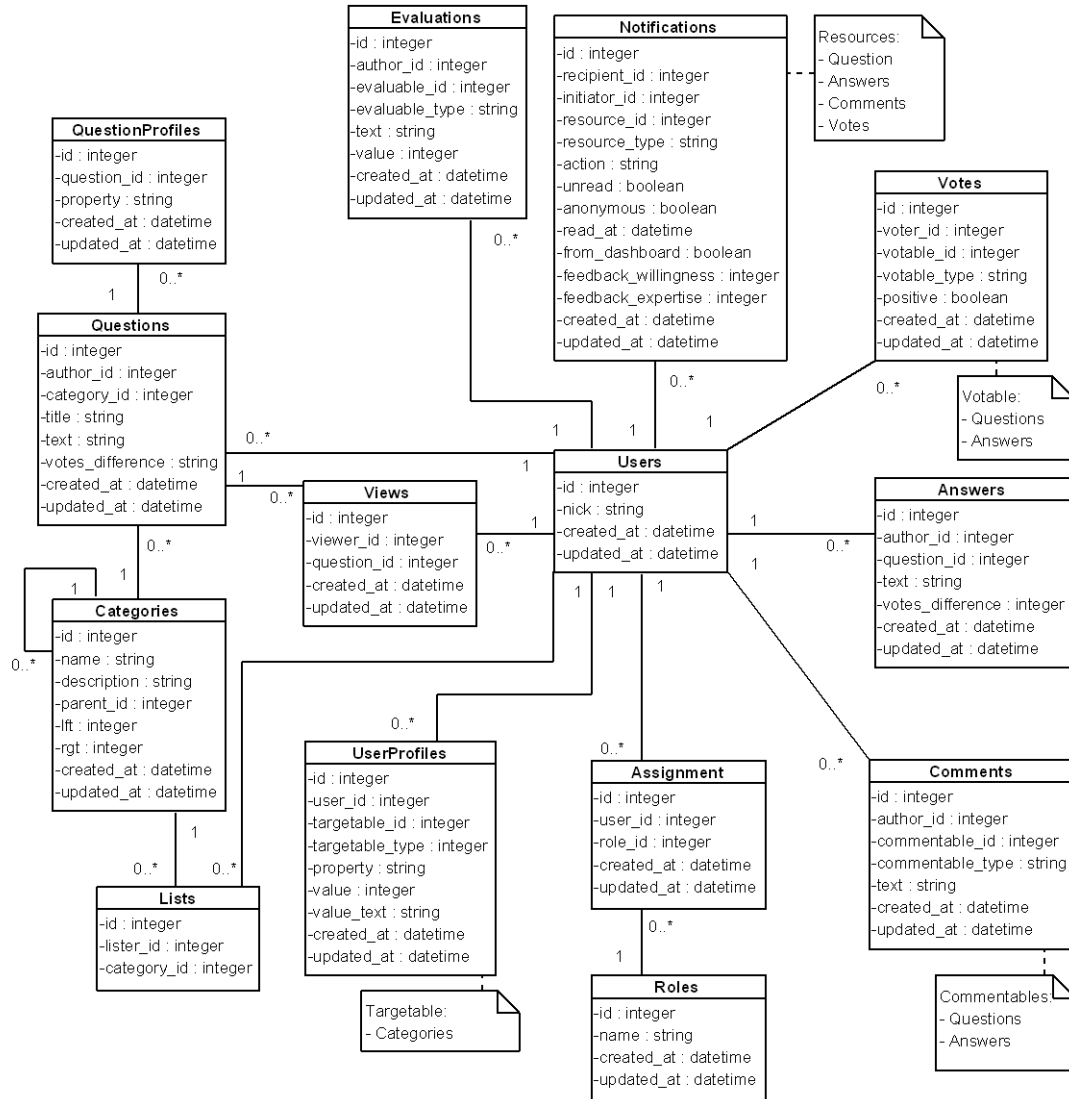 Evaluations
-id : integer
-author_id : integer
-evaluable_id : integer
-evaluable_type : string
-text : string
-value : integer
-created_at : datetime
-updated_at : datetime
0..*
1
Notifications
-id : integer
-recipient_id : integer
-initiator_id : integer
-resource_id : integer
-resource_type : string
-action : string
-unread : boolean
-anonymous : boolean
-read_at : datetime
-from_dashboard : boolean
-feedback_willingness : integer
-feedback_expertise : integer
-created_at : datetime
-updated_at : datetime
0..*
1
Resources:
- Question
- Answers
- Comments
- Votes
QuestionProfiles
-id : integer
-question_id : integer
-property : string
-created_at : datetime
-updated_at : datetime
0..*
1
Votes
-id : integer
-voter_id : integer
-votable_id : integer
-votable_type : string
-positive : boolean
-created_at : datetime
-updated_at : datetime
0..*
1
Votable:
- Questions
- Answers
Questions
-id : integer
-author_id : integer
-category_id : integer
-title : string
-text : string
-votes_difference : string
-created_at : datetime
-updated_at : datetime
0..*
1
1
0..*
0..*
1
Views
-id : integer
-viewer_id : integer
-question_id : integer
-created_at : datetime
-updated_at : datetime
0..*
1
Users
-id : integer
-nick : string
-created_at : datetime
-updated_at : datetime
1
0..*
Answers
-id : integer
-author_id : integer
-question_id : integer
-text : string
-votes_difference : integer
-created_at : datetime
-updated_at : datetime
1
0..*
Categories
-id : integer
-name : string
-description : string
-parent_id : integer
-lft : integer
-rgt : integer
-created_at : datetime
-updated_at : datetime
1
0..*
0..*
1
1
1
1
0..*
UserProfiles
-id : integer
-user_id : integer
-targetable_id : integer
-targetable_type : integer
-property : string
-value : integer
-value_text : string
-created_at : datetime
-updated_at : datetime
0..*
Assignment
-id : integer
-user_id : integer
-role_id : integer
-created_at : datetime
-updated_at : datetime
0..*
1
0..*
Comments
-id : integer
-author_id : integer
-commentable_id : integer
-commentable_type : string
-text : string
-created_at : datetime
-updated_at : datetime
Lists
-id : integer
-lister_id : integer
-category_id : integer
Targetable:
- Categories
Roles
-id : integer
-name : string
-created_at : datetime
-updated_at : datetime
Commentables:
- Questions
- Answers